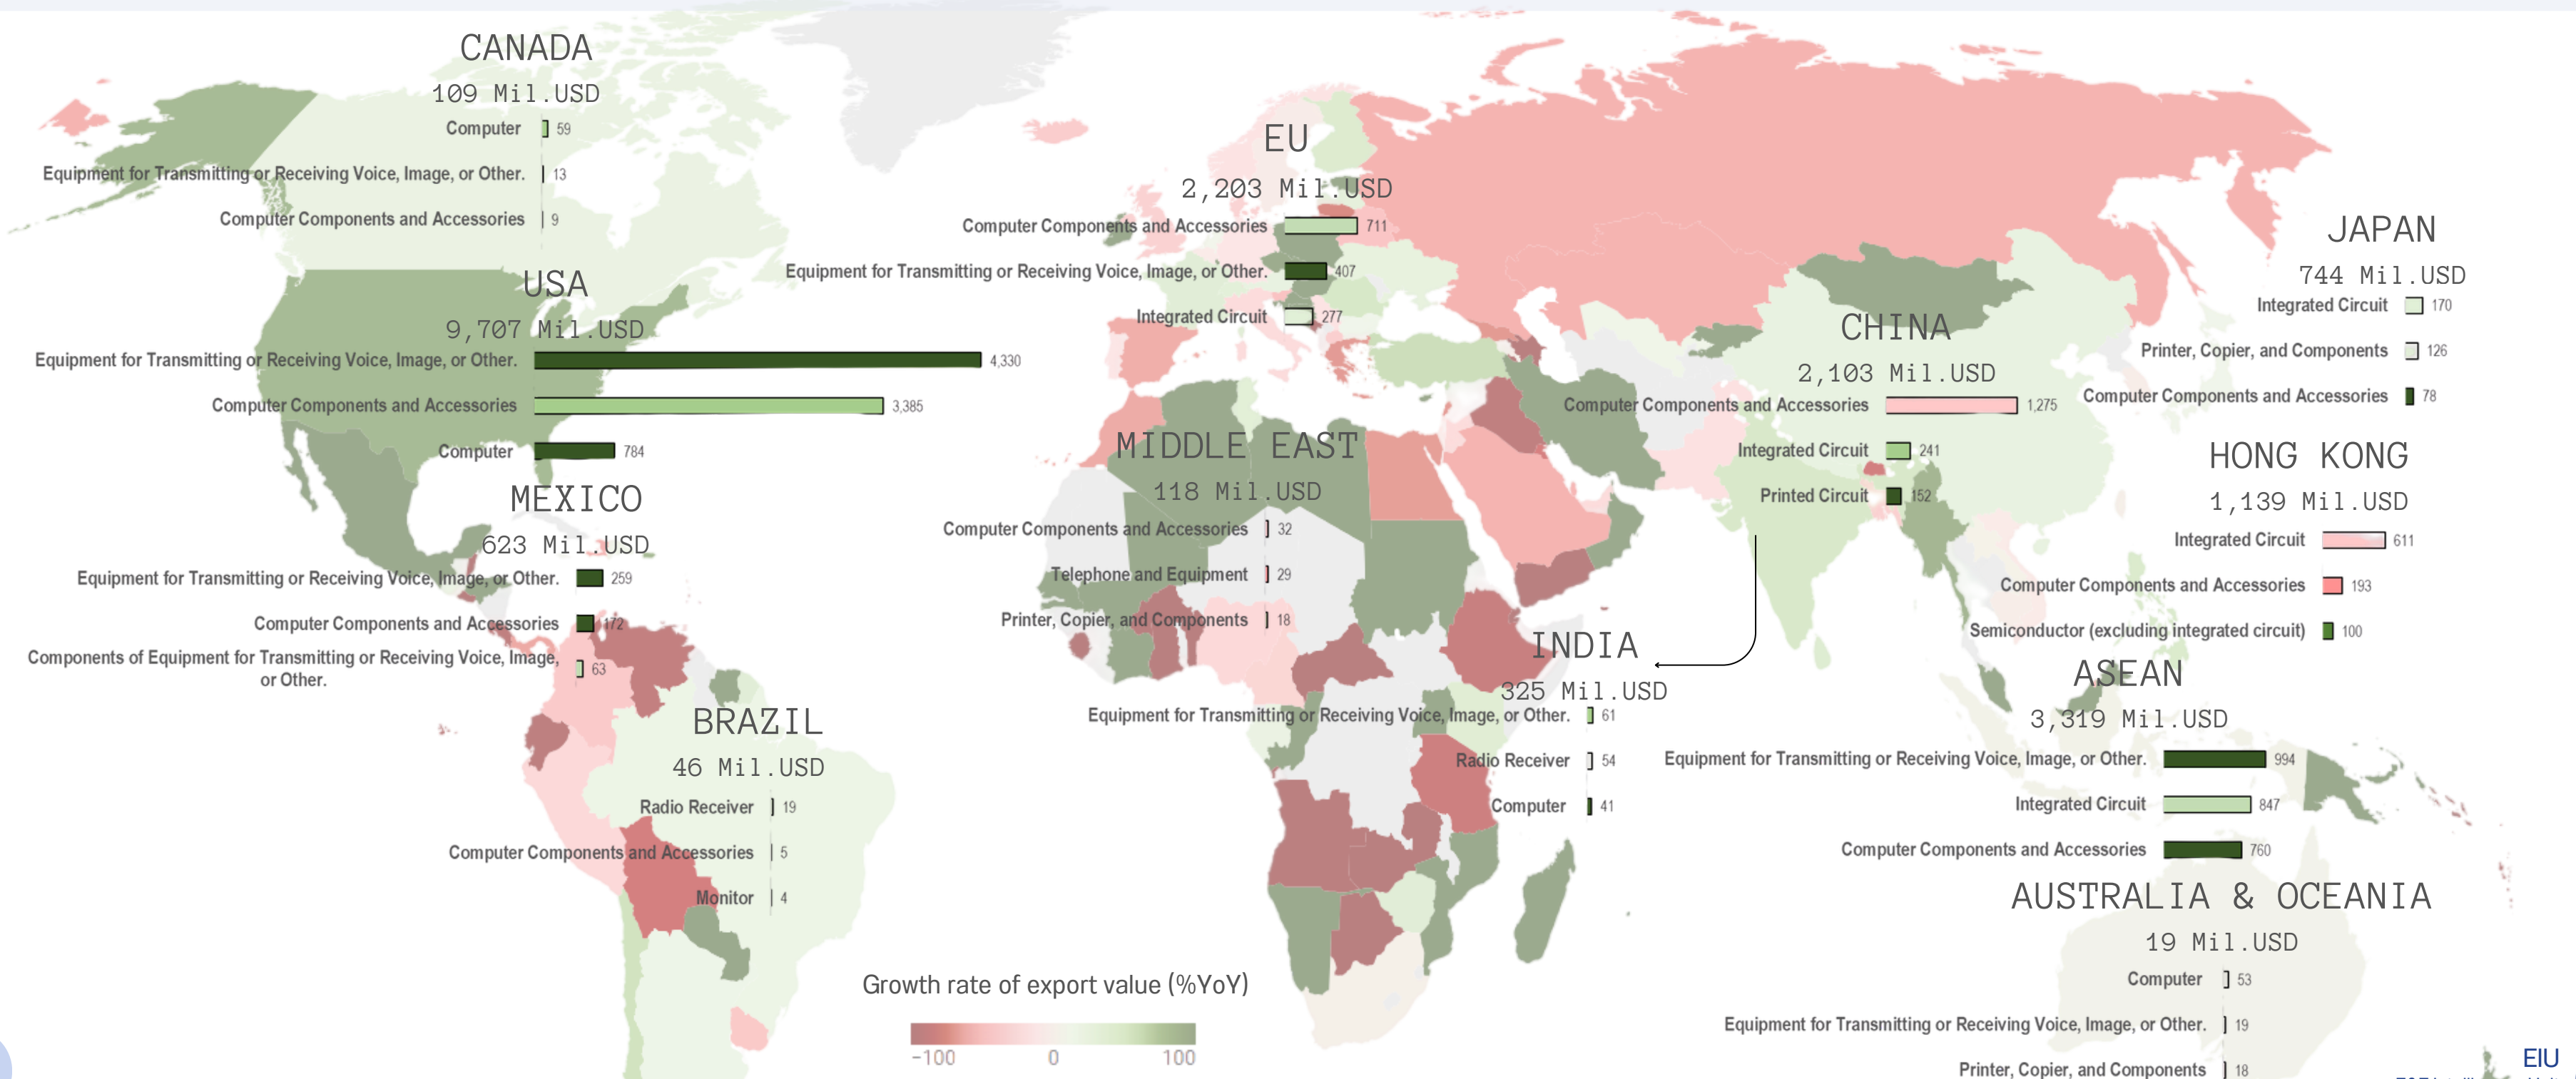 CANADA
109 Mil.USD
Computer 59
Equipment for Transmitting or Receiving Voice, Image, or Other. 13
Computer Components and Accessories 9
USA
9,707 Mil.USD
Equipment for Transmitting or Receiving Voice, Image, or Other. 4,330
Computer Components and Accessories 3,385
Computer 784
MEXICO
623 Mil.USD
Equipment for Transmitting or Receiving Voice, Image, or Other. 259
Computer Components and Accessories 172
Components of Equipment for Transmitting or Receiving Voice, Image,
or Other. 63
BRAZIL
46 Mil.USD
Radio Receiver 19
Computer Components and Accessories 5
Monitor 4
EU
2,203 Mil.USD
Computer Components and Accessories 711
Equipment for Transmitting or Receiving Voice, Image, or Other. 407
Integrated Circuit 277
MIDDLE EAST
118 Mil.USD
Computer Components and Accessories 32
Telephone and Equipment 29
Printer, Copier, and Components 18
INDIA
325 Mil.USD
Equipment for Transmitting or Receiving Voice, Image, or Other. 61
Radio Receiver 54
Computer 41
CHINA
2,103 Mil.USD
Computer Components and Accessories 1,275
Integrated Circuit 241
Printed Circuit 152
JAPAN
744 Mil.USD
Integrated Circuit 170
Printer, Copier, and Components 126
Computer Components and Accessories 78
HONG KONG
1,139 Mil.USD
Integrated Circuit 611
Computer Components and Accessories 193
Semiconductor (excluding integrated circuit) 100
ASEAN
3,319 Mil.USD
Equipment for Transmitting or Receiving Voice, Image, or Other. 994
Integrated Circuit 847
Computer Components and Accessories 760
AUSTRALIA & OCEANIA
19 Mil.USD
Computer 53
Equipment for Transmitting or Receiving Voice, Image, or Other. 19
Printer, Copier, and Components 18
Growth rate of export value (%YoY)
−100 0 100
EIU